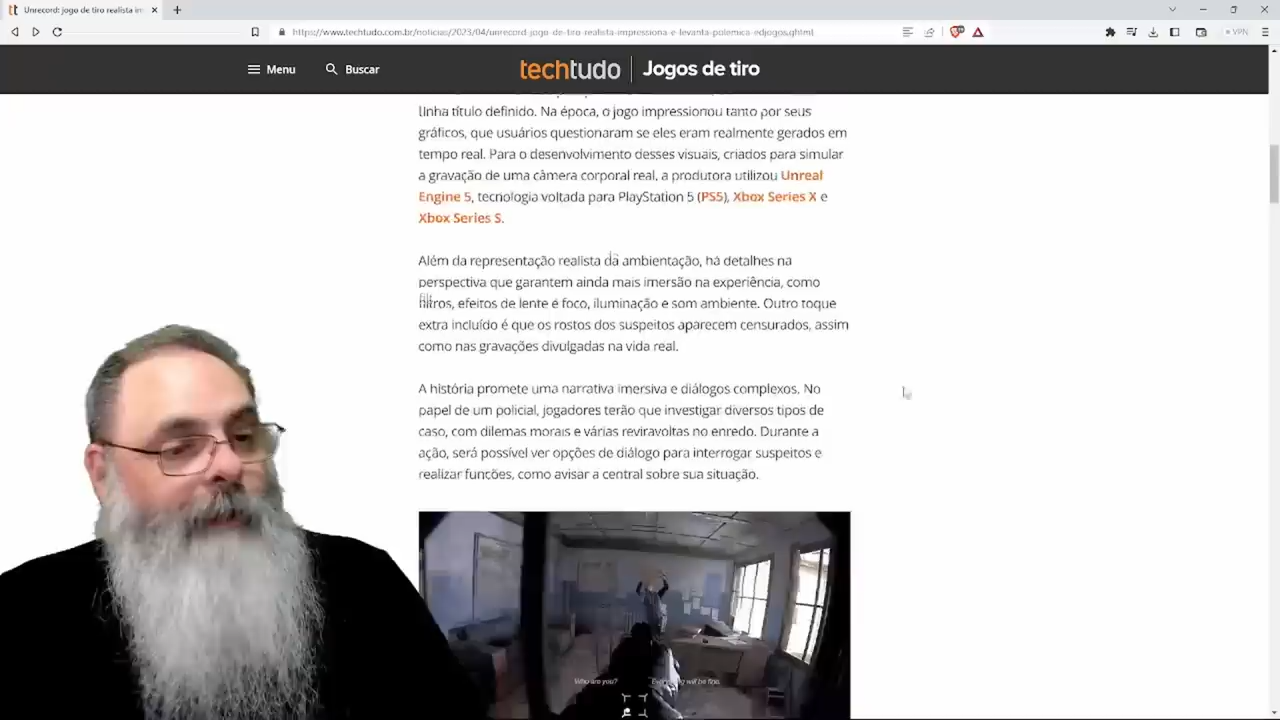 Unrecord: jogo de tiro realista im
https://www.techtudo.com.br/noticias/2023/04/unrecord-jogo-de-tiro-realista-impressiona-e-levanta-polemica-edjogos.ghtml
VPN
Menu
Buscar
techtudo
Jogos de tiro
linha título definido. Na época, o jogo impressionou tanto por seus
gráficos, que usuários questionaram se eles eram realmente gerados em
tempo real. Para o desenvolvimento desses visuais, criados para simular
a gravação de uma câmera corporal real, a produtora utilizou Unreal
Engine 5, tecnologia voltada para PlayStation 5 (PS5), Xbox Series X e
Xbox Series S.
Além da representação realista da ambientação, há detalhes na
perspectiva que garantem ainda mais imersão na experiência, como
efeitos de lente e foco, iluminação e som ambiente. Outro toque
extra incluído é que os rostos dos suspeitos aparecem censurados, assim
como nas gravações divulgadas na vida real.
A história promete uma narrativa imersiva e diálogos complexos. No
papel de um policial, jogadores terão que investigar diversos tipos de
caso, com dilemas morais e várias reviravoltas no enredo. Durante a
ação, será possível ver opções de diálogo para interrogar suspeitos e
realizar funções, como avisar a central sobre sua situação.
Who are you?
Everything will be fine.